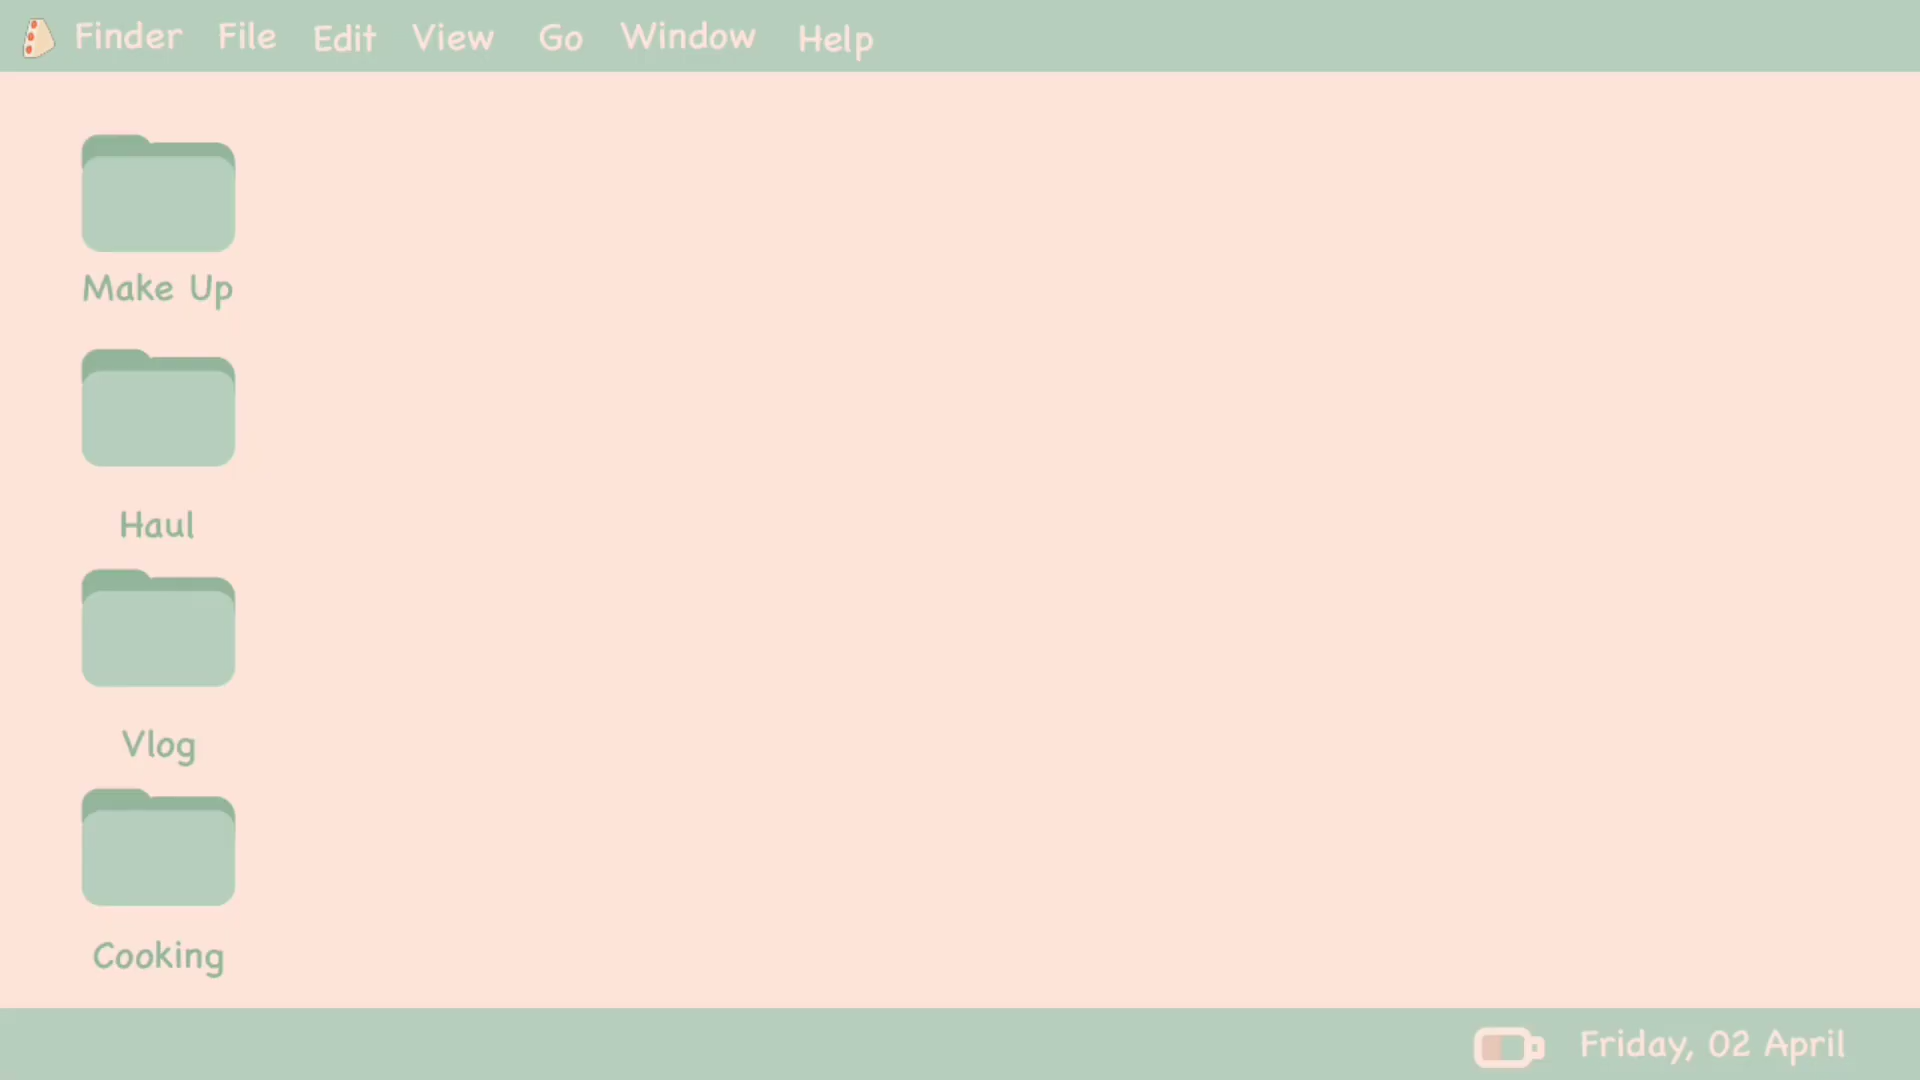 Finder File Edit View Go Window Help
Make Up
Haul
Vlog
Cooking
Friday, 02 April